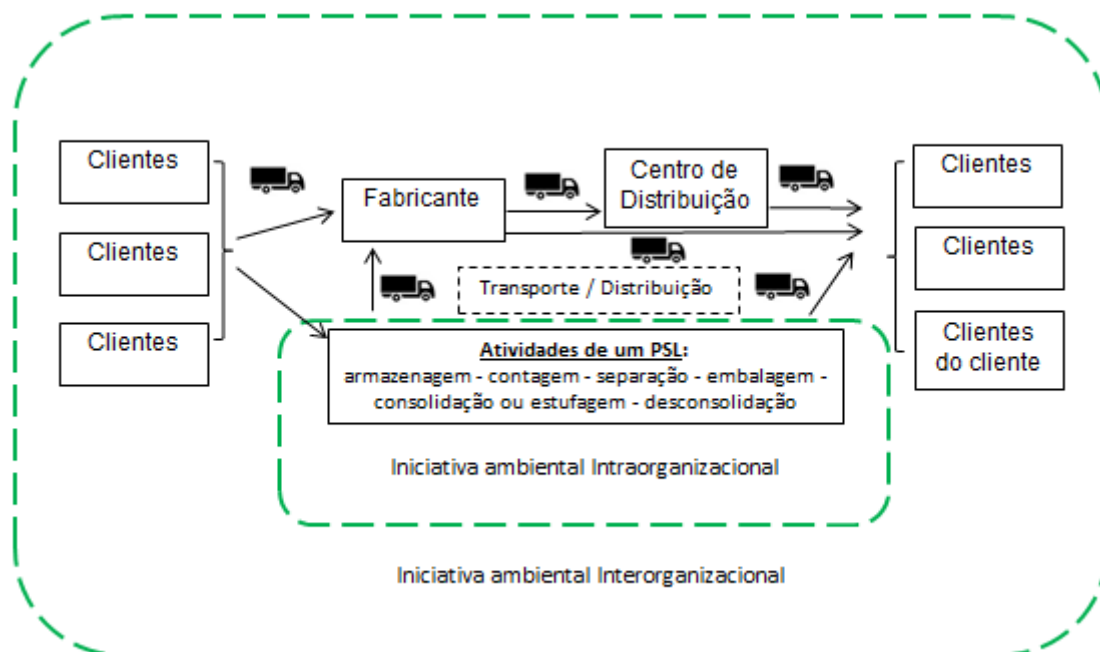 Clientes
Clientes
Clientes
Fabricante
Centro de
Distribuição
Clientes
Clientes
Clientes
do cliente
Transporte / Distribuição
Atividades de um PSL:
armazenagem - contagem - separação - embalagem -
consolidação ou estufagem - desconsolidação
Iniciativa ambiental Intraorganizacional
Iniciativa ambiental Interorganizacional